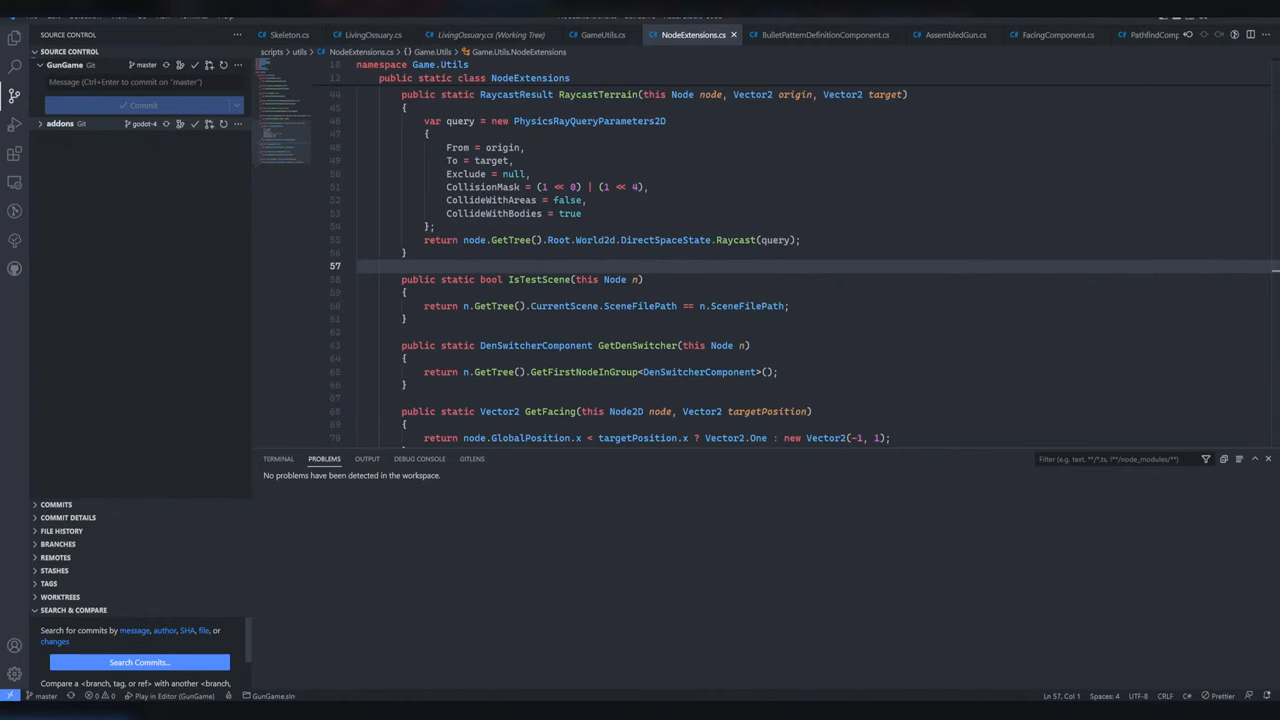 SOURCE CONTROL
Skeleton.cs
LivingOssuary.cs
LivingOssuary.cs (Working Tree)
GameUtils.cs
NodeExtensions.cs
BulletPatternDefinitionComponent.cs
AssembledGun.cs
FacingComponent.cs
PathfindComp
SOURCE CONTROL
scripts > utils > NodeExtensions.cs > {} Game.Utils > Game.Utils.NodeExtensions
GunGame Git
master
Message (Ctrl+Enter to commit on "master")
Commit
addons Git
godot-4
10 namespace Game.Utils
12 public static class NodeExtensions
44 public static RaycastResult RaycastTerrain(this Node node, Vector2 origin, Vector2 target)
45 {
46 var query = new PhysicsRayQueryParameters2D
47 {
48 From = origin,
49 To = target,
50 Exclude = null,
51 CollisionMask = (1 << 0) | (1 << 4),
52 CollideWithAreas = false,
53 CollideWithBodies = true
54 };
55 return node.GetTree().Root.World2d.DirectSpaceState.Raycast(query);
56 }
57
58 public static bool IsTestScene(this Node n)
59 {
60 return n.GetTree().CurrentScene.SceneFilePath == n.SceneFilePath;
61 }
62
63 public static DenSwitcherComponent GetDenSwitcher(this Node n)
64 {
65 return n.GetTree().GetFirstNodeInGroup<DenSwitcherComponent>();
66 }
67
68 public static Vector2 GetFacing(this Node2D node, Vector2 targetPosition)
69 {
70 return node.GlobalPosition.x < targetPosition.x ? Vector2.One : new Vector2(-1, 1);
TERMINAL
PROBLEMS
OUTPUT
DEBUG CONSOLE
GITLENS
Filter (e.g. text, **/*.ts, !**/node_modules/**)
No problems have been detected in the workspace.
COMMITS
COMMIT DETAILS
FILE HISTORY
BRANCHES
REMOTES
STASHES
TAGS
WORKTREES
SEARCH & COMPARE
Search for commits by message, author, SHA, file, or
changes
Search Commits...
Compare a <branch, tag, or ref> with another <branch,
master
0 0
Play in Editor (GunGame)
GunGame.sln
Ln 57, Col 1
Spaces: 4
UTF-8
CRLF
C#
Prettier